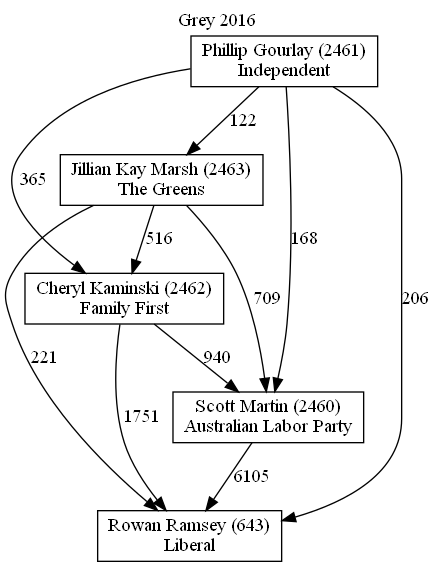 Grey 2016
Phillip Gourlay (2461)
Independent
122
Jillian Kay Marsh (2463)
The Greens
365
516
168
Cheryl Kaminski (2462)
Family First
709
206
221
940
Scott Martin (2460)
Australian Labor Party
1751
6105
Rowan Ramsey (643)
Liberal